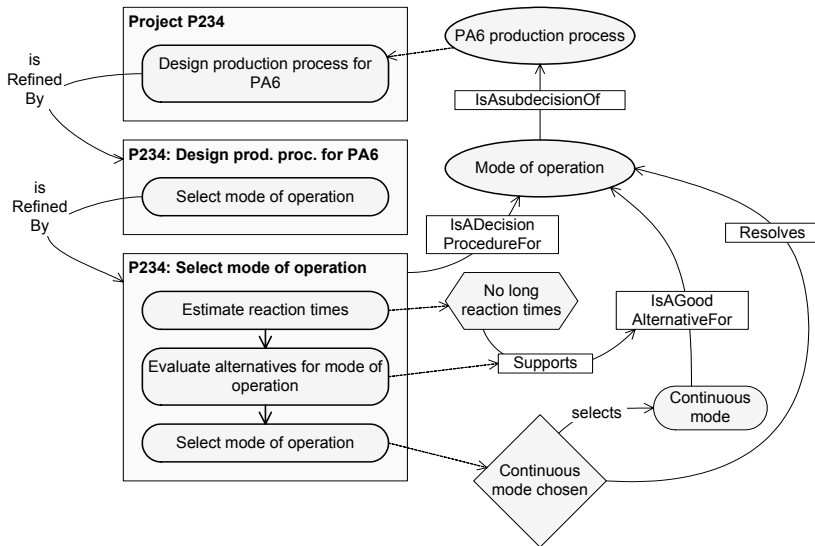 Project P234
PA6 production process
Design production process for
PA6
is
Refined
By
IsAsubdecisionOf
P234: Design prod. proc. for PA6
Mode of operation
is
Refined
By
Select mode of operation
IsADecision
ProcedureFor
Resolves
P234: Select mode of operation
Estimate reaction times
No long
reaction times
IsAGood
AlternativeFor
Evaluate alternatives for mode of
operation
Supports
selects
Continuous
mode
Select mode of operation
Continuous
mode chosen